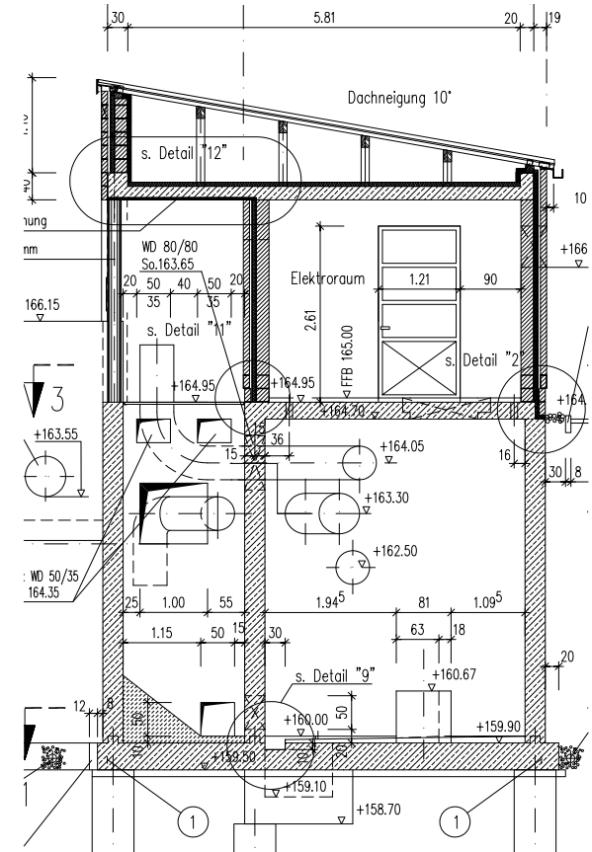 30 5.81 20 19
Dachneigung 10°
s. Detail "12"
40
10
nung
mm
WD 80/80
So.163.65
+166
Elektroraum
1.21 90
20 50 40 50 20
35 35
2.61
166.15
s. Detail "11"
FFB 165.00
s. Detail "2"
+164.95 +164.95
+164.
164.70
3
+163.55
15
15 36
+164.05
16
30 8
+163.30
+162.50
: WD 50/35
164.35
25 1.00 55
1.94⁵ 81 1.09⁵
1.15 50 15 30
63 18
20
s. Detail "9"
+160.67
12 8
50
50
+160.00
+159.90
10
10
20
+159.50
+159.10
+158.70
1
1
1